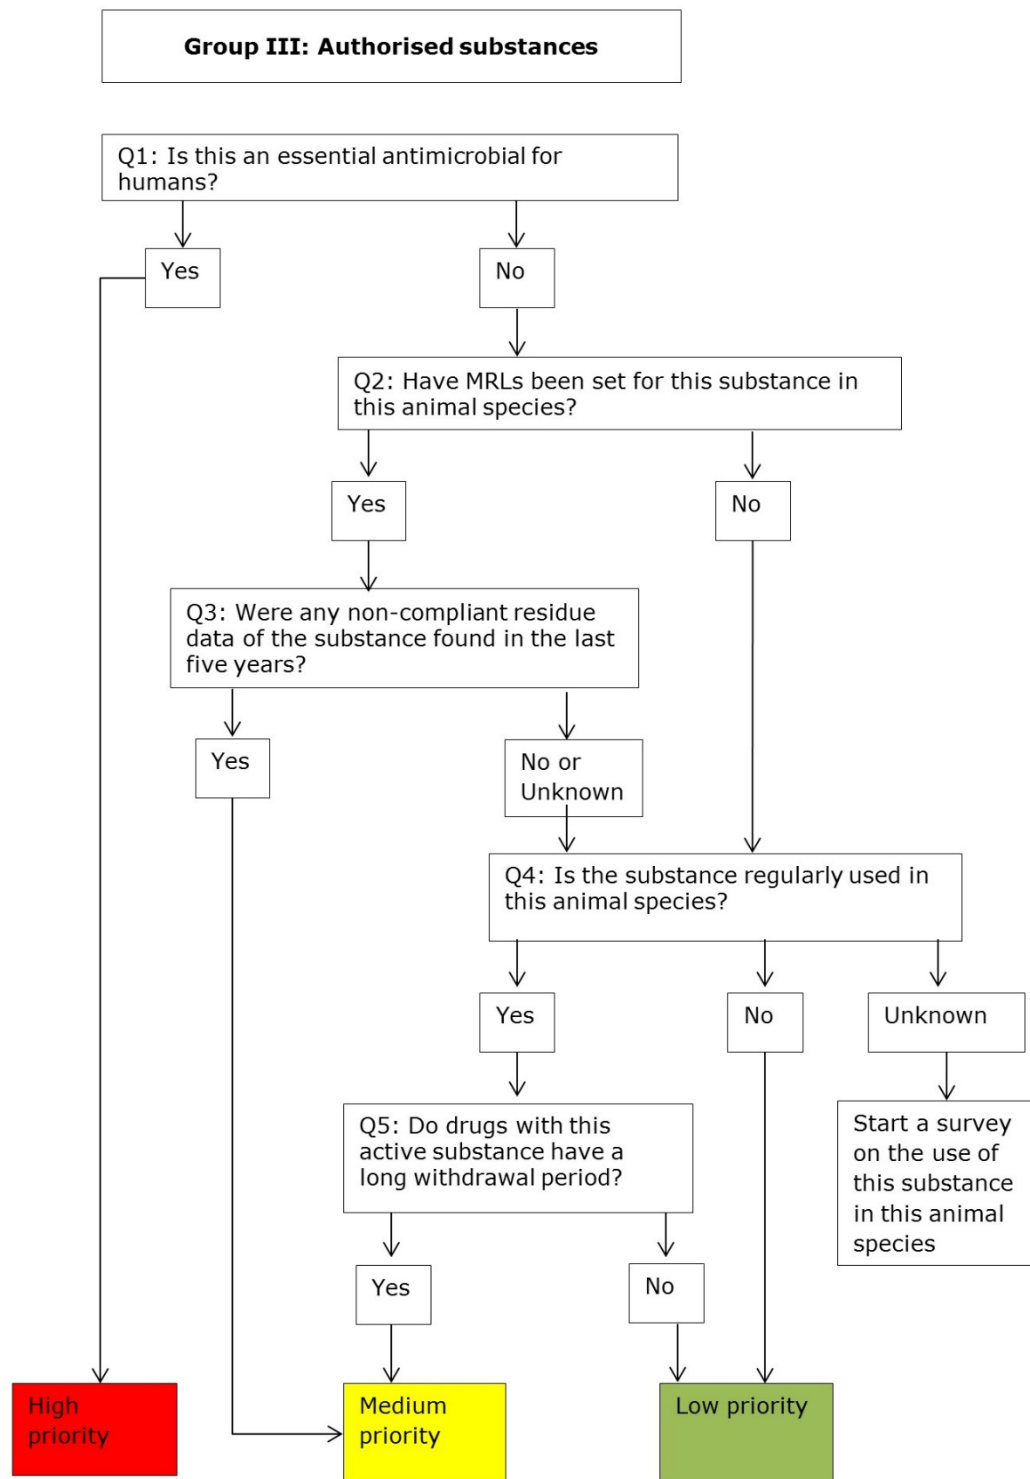 Group III: Authorised substances
Q1: Is this an essential antimicrobial for
humans?
Yes
No
Q2: Have MRLs been set for this substance in
this animal species?
Yes
No
Q3: Were any non-compliant residue
data of the substance found in the last
five years?
Yes
No or
Unknown
Q4: Is the substance regularly used in
this animal species?
Yes
No
Unknown
Q5: Do drugs with this
active substance have a
long withdrawal period?
Start a survey
on the use of
this substance
in this animal
species
Yes
No
High
priority
Medium
priority
Low priority